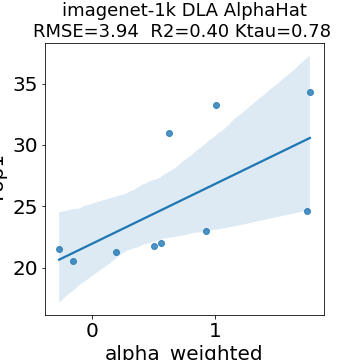 imagenet-1k DLA AlphaHat
RMSE=3.94  R2=0.40 Ktau=0.78
35
30
25
20
0
1
alpha_weighted